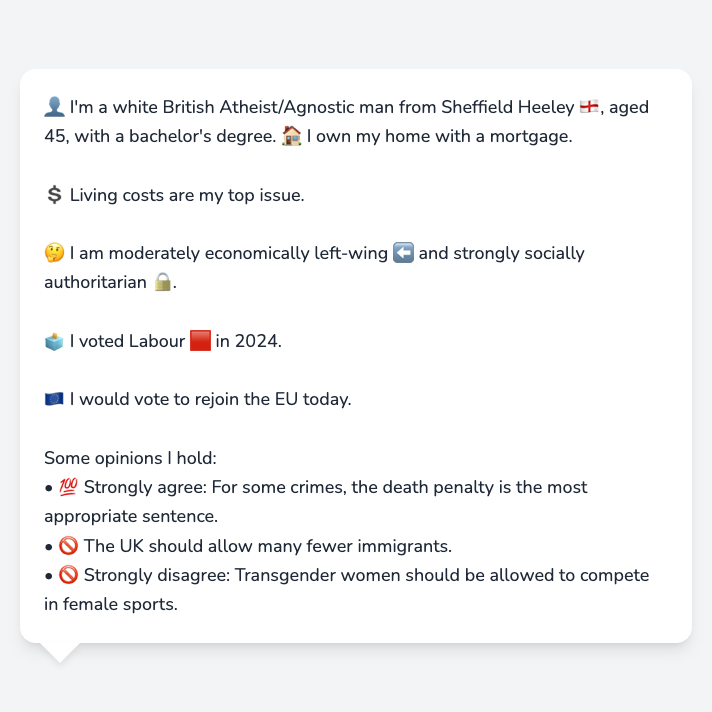 👤 I'm a white British Atheist/Agnostic man from Sheffield Heeley 🏴󠁧󠁢󠁥󠁮󠁧󠁿, aged
45, with a bachelor's degree. 🏠 I own my home with a mortgage.
💲 Living costs are my top issue.
🤔 I am moderately economically left-wing ⬅️ and strongly socially
authoritarian 🔒.
🗳️ I voted Labour 🟥 in 2024.
🇪🇺 I would vote to rejoin the EU today.
Some opinions I hold:
• 💯 Strongly agree: For some crimes, the death penalty is the most
appropriate sentence.
• 🚫 The UK should allow many fewer immigrants.
• 🚫 Strongly disagree: Transgender women should be allowed to compete
in female sports.